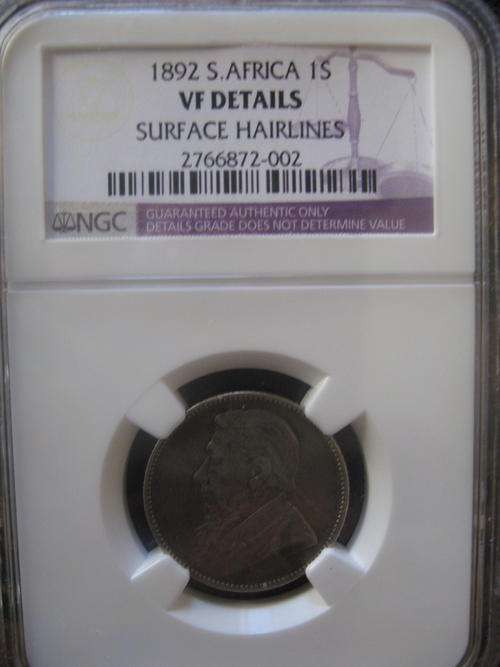 1892 S.AFRICA 1S
VF DETAILS
SURFACE HAIRLINES
2766872-002
NGC
GUARANTEED AUTHENTIC ONLY
DETAILS GRADE DOES NOT DETERMINE VALUE